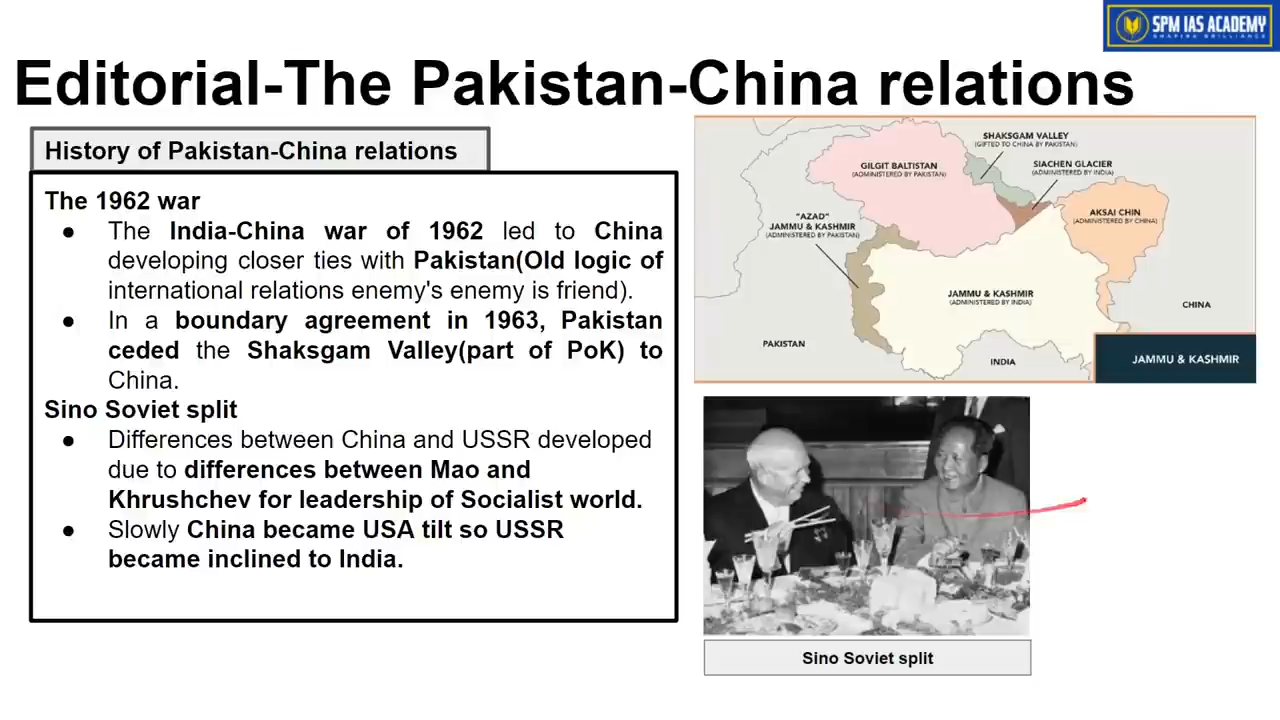 SPM IAS ACADEMY
SHAPING BRILLIANCE
Editorial-The Pakistan-China relations
History of Pakistan-China relations
The 1962 war
● The India-China war of 1962 led to China
developing closer ties with Pakistan(Old logic of
international relations enemy's enemy is friend).
● In a boundary agreement in 1963, Pakistan
ceded the Shaksgam Valley(part of PoK) to
China.
Sino Soviet split
● Differences between China and USSR developed
due to differences between Mao and
Khrushchev for leadership of Socialist world.
● Slowly China became USA tilt so USSR
became inclined to India.
SHAKSGAM VALLEY
(GIFTED TO CHINA BY PAKISTAN)
GILGIT BALTISTAN
(ADMINISTERED BY PAKISTAN)
SIACHEN GLACIER
(ADMINISTERED BY INDIA)
"AZAD"
JAMMU & KASHMIR
(ADMINISTERED BY PAKISTAN)
AKSAI CHIN
(ADMINISTERED BY CHINA)
JAMMU & KASHMIR
(ADMINISTERED BY INDIA)
CHINA
PAKISTAN
INDIA
JAMMU & KASHMIR
Sino Soviet split